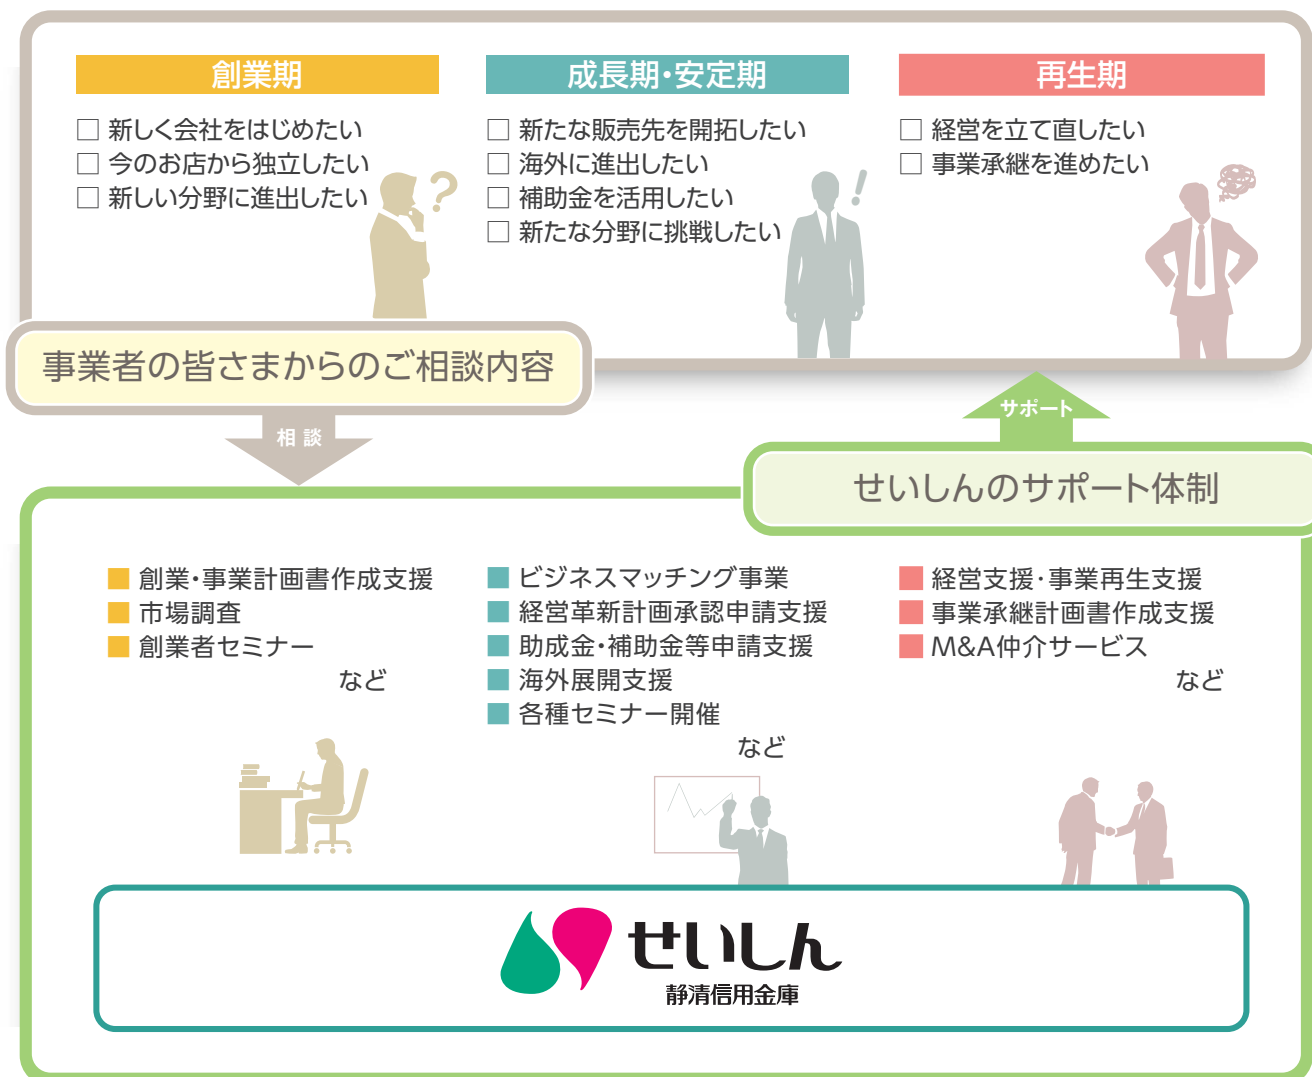 創業期
□ 新しく会社をはじめたい
□ 今のお店から独立したい
□ 新しい分野に進出したい
?
成長期・安定期
□ 新たな販売先を開拓したい
□ 海外に進出したい
□ 補助金を活用したい
□ 新たな分野に挑戦したい
!
再生期
□ 経営を立て直したい
□ 事業承継を進めたい
事業者の皆さまからのご相談内容
相談
サポート
せいしんのサポート体制
■ 創業・事業計画書作成支援
■ 市場調査
■ 創業者セミナー
など
■ ビジネスマッチング事業
■ 経営革新計画承認申請支援
■ 助成金・補助金等申請支援
■ 海外展開支援
■ 各種セミナー開催
など
■ 経営支援・事業再生支援
■ 事業承継計画書作成支援
■ M&A仲介サービス
など
せいしん
静清信用金庫